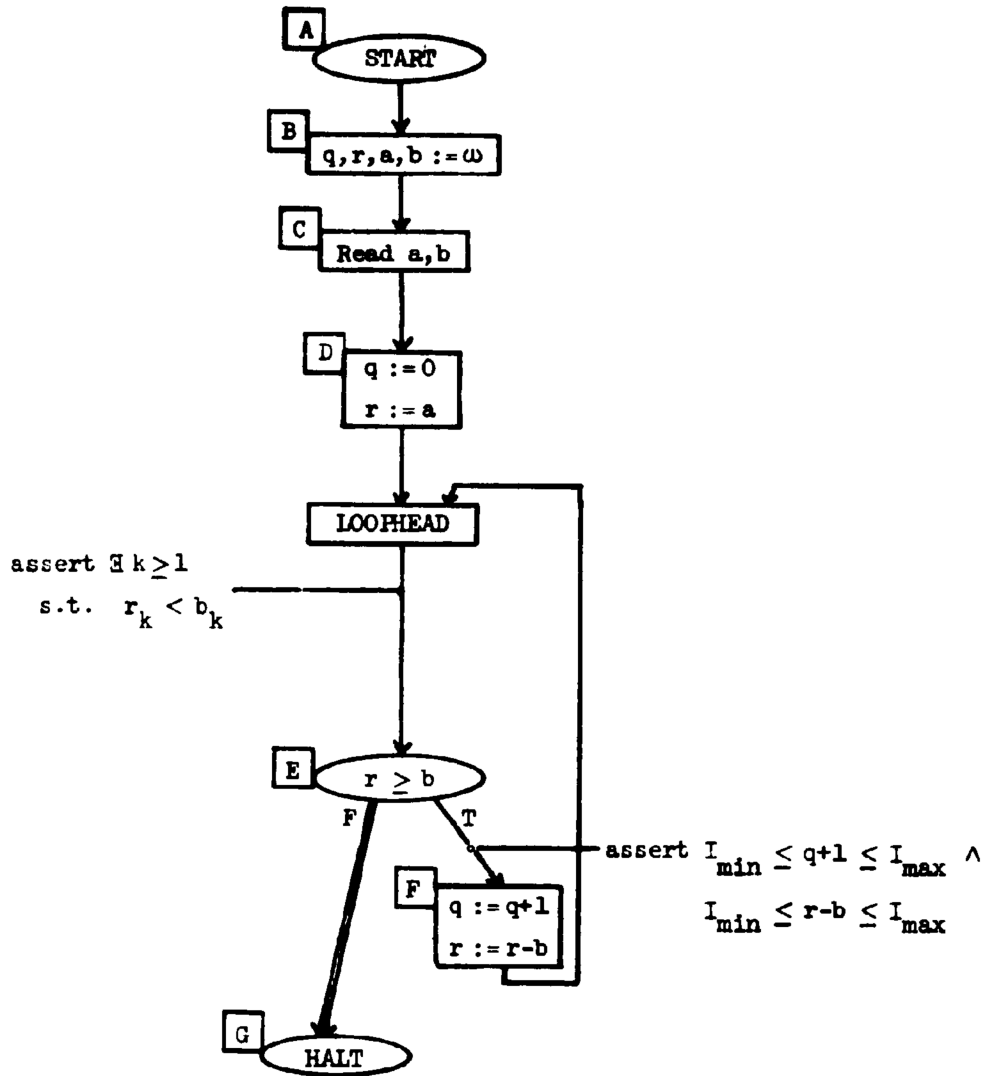 A
START
B
q,r,a,b := ω
C
Read a,b
D
q := 0
r := a
LOOPHEAD
assert ∃ k ≥ 1
s.t. r_k < b_k
E
r ≥ b
F
T
assert I_min ≤ q+1 ≤ I_max ∧
I_min ≤ r-b ≤ I_max
F
q := q+1
r := r-b
G
HALT